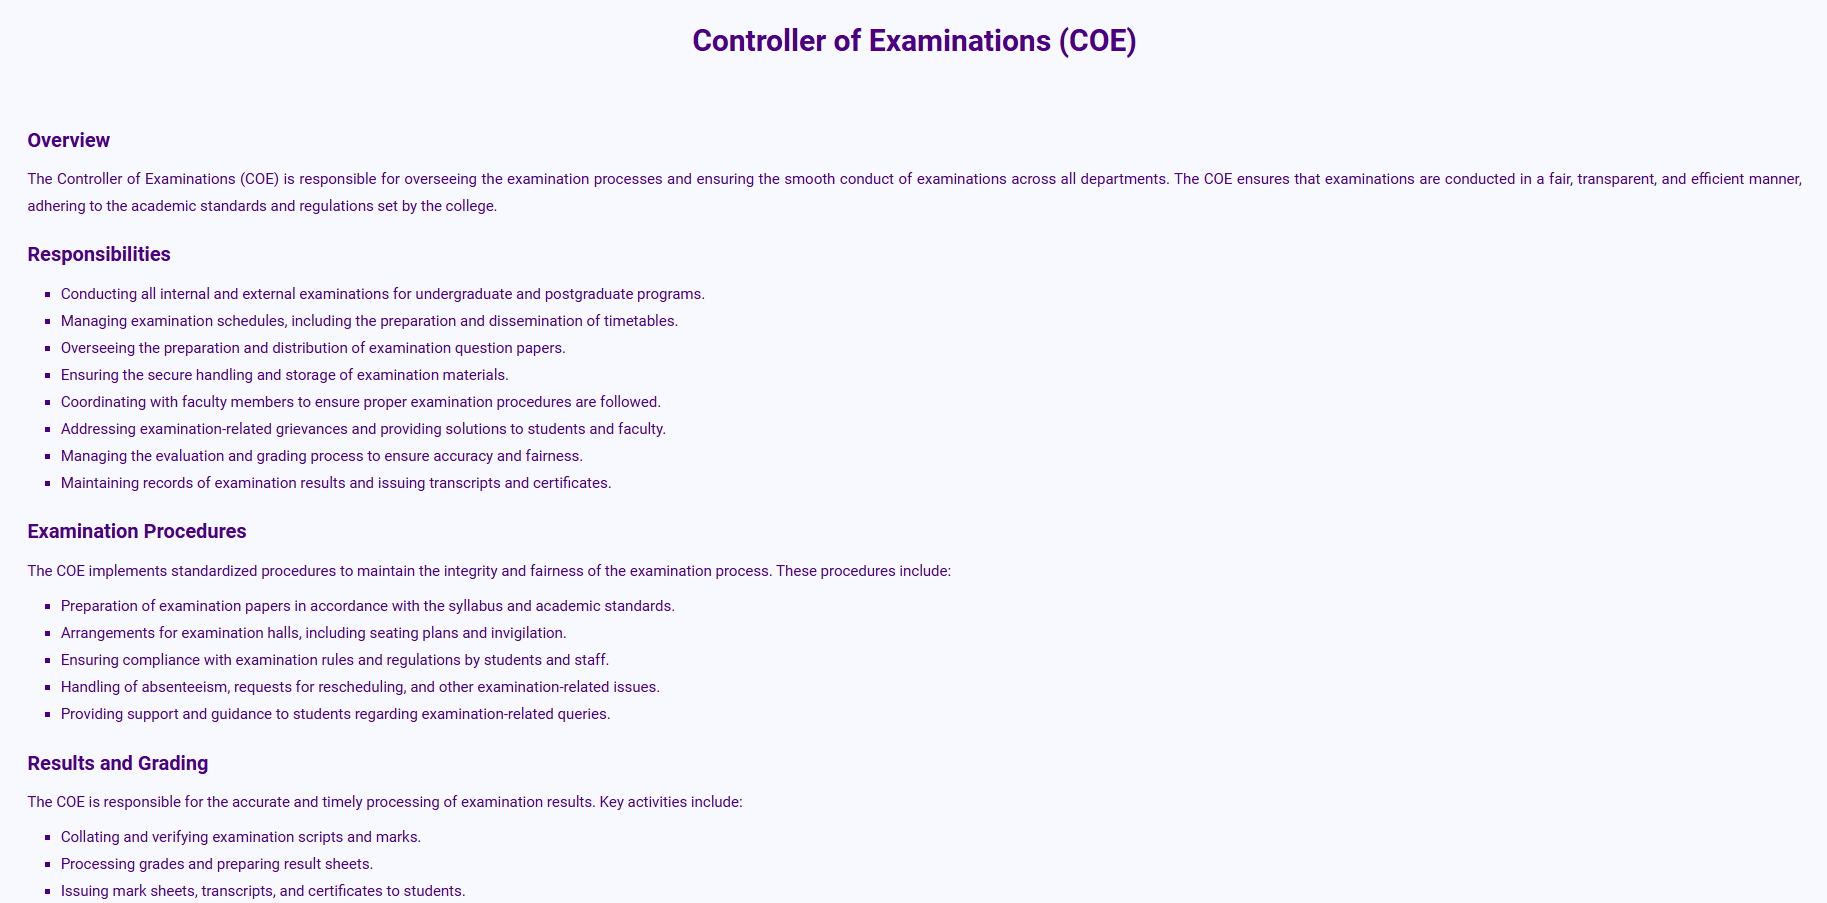 Controller of Examinations (COE)
Overview
The Controller of Examinations (COE) is responsible for overseeing the examination processes and ensuring the smooth conduct of examinations across all departments. The COE ensures that examinations are conducted in a fair, transparent, and efficient manner,
adhering to the academic standards and regulations set by the college.
Responsibilities
▪ Conducting all internal and external examinations for undergraduate and postgraduate programs.
▪ Managing examination schedules, including the preparation and dissemination of timetables.
▪ Overseeing the preparation and distribution of examination question papers.
▪ Ensuring the secure handling and storage of examination materials.
▪ Coordinating with faculty members to ensure proper examination procedures are followed.
▪ Addressing examination-related grievances and providing solutions to students and faculty.
▪ Managing the evaluation and grading process to ensure accuracy and fairness.
▪ Maintaining records of examination results and issuing transcripts and certificates.
Examination Procedures
The COE implements standardized procedures to maintain the integrity and fairness of the examination process. These procedures include:
▪ Preparation of examination papers in accordance with the syllabus and academic standards.
▪ Arrangements for examination halls, including seating plans and invigilation.
▪ Ensuring compliance with examination rules and regulations by students and staff.
▪ Handling of absenteeism, requests for rescheduling, and other examination-related issues.
▪ Providing support and guidance to students regarding examination-related queries.
Results and Grading
The COE is responsible for the accurate and timely processing of examination results. Key activities include:
▪ Collating and verifying examination scripts and marks.
▪ Processing grades and preparing result sheets.
▪ Issuing mark sheets, transcripts, and certificates to students.